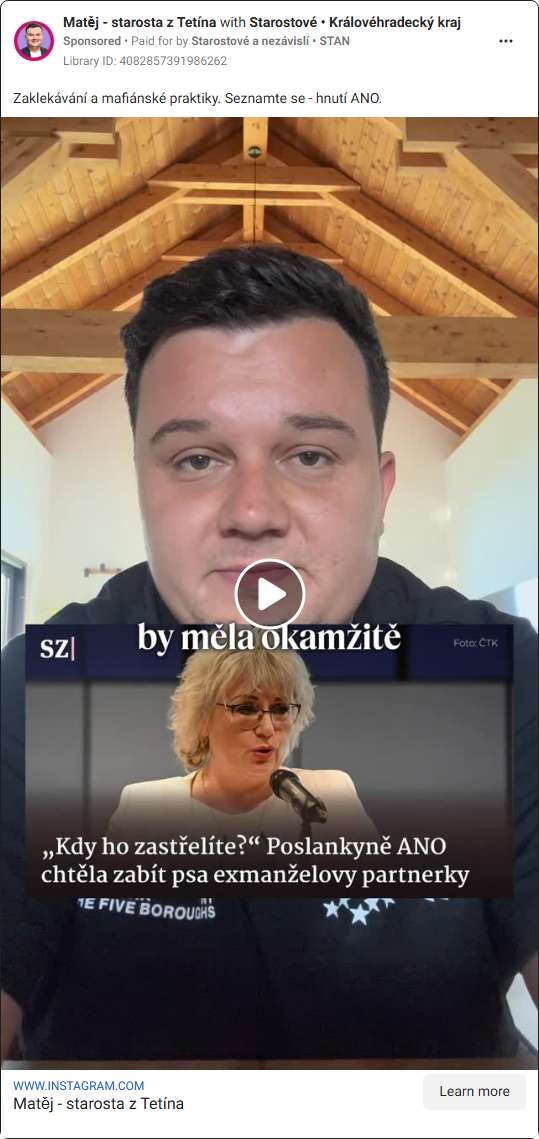 Matěj - starosta z Tetína with Starostové • Královéhradecký kraj
Sponsored • Paid for by Starostové a nezávislí • STAN
Library ID: 4082857391986262
Zaklekávání a mafiánské praktiky. Seznamte se - hnutí ANO.
by měla okamžitě
SZ|
Foto: ČTK
„Kdy ho zastřelíte?“ Poslankyně ANO
chtěla zabít psa exmanželovy partnerky
THE FIVE BOROUGHS
NY
WWW.INSTAGRAM.COM
Matěj - starosta z Tetína
Learn more